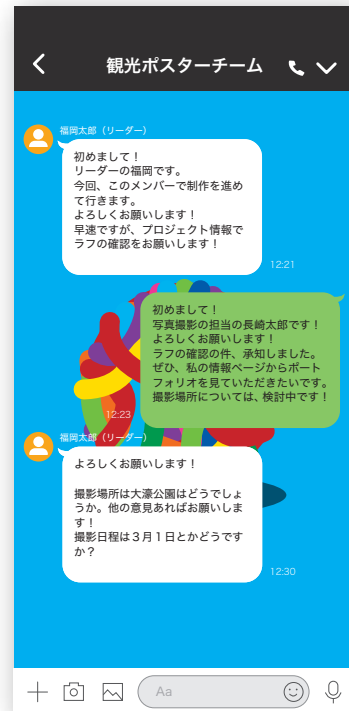 観光ポスターチーム
福岡太郎（リーダー）
初めまして！
リーダーの福岡です。
今回、このメンバーで制作を進め
て行きます。
よろしくお願いします！
早速ですが、プロジェクト情報で
ラフの確認をお願いします！
12:21
初めまして！
写真撮影の担当の長崎太郎です！
よろしくお願いします！
ラフの確認の件、承知しました。
ぜひ、私の情報ページからポート
フォリオを見ていただきたいです。
撮影場所については、検討中です！
12:23
福岡太郎（リーダー）
よろしくお願いします！
撮影場所は大濠公園はどうでしょ
うか。他の意見あればお願いしま
す！
撮影日程は３月１日とかどうです
か？
12:30
Aa